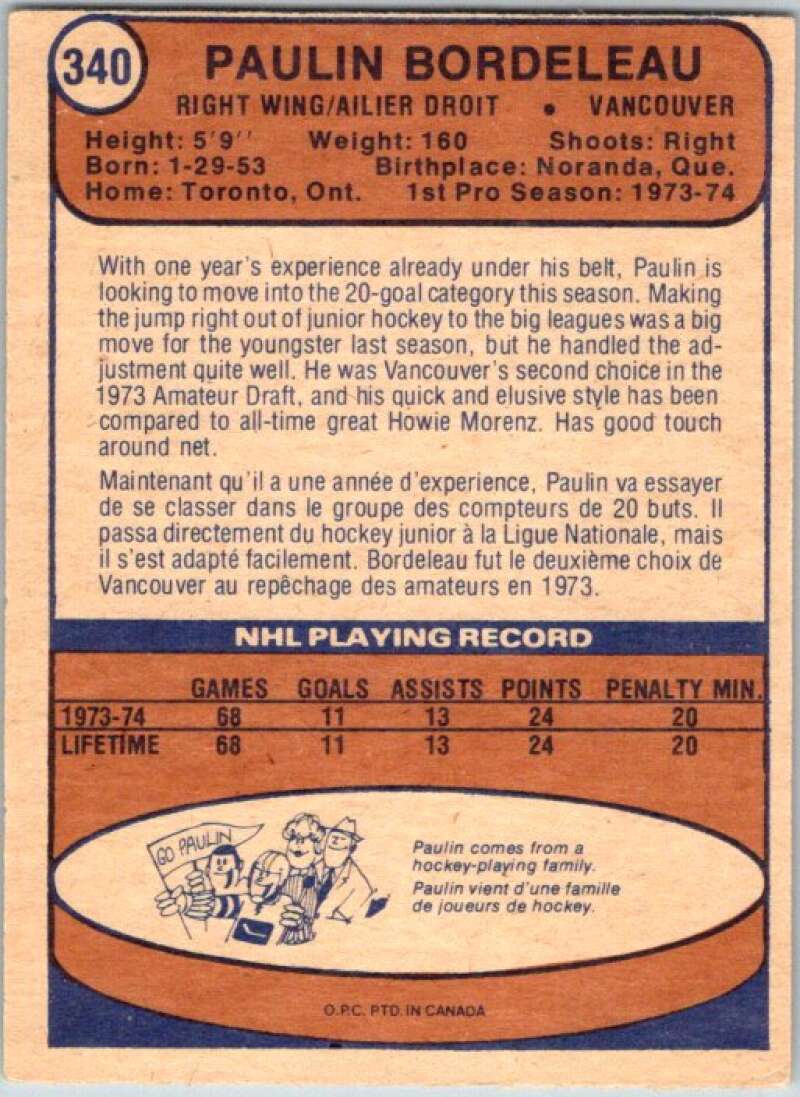 340
PAULIN BORDELEAU
RIGHT WING/AILIER DROIT • VANCOUVER
Height: 5'9'' Weight: 160 Shoots: Right
Born: 1-29-53 Birthplace: Noranda, Que.
Home: Toronto, Ont. 1st Pro Season: 1973-74
With one year's experience already under his belt, Paulin is
looking to move into the 20-goal category this season. Making
the jump right out of junior hockey to the big leagues was a big
move for the youngster last season, but he handled the ad-
justment quite well. He was Vancouver's second choice in the
1973 Amateur Draft, and his quick and elusive style has been
compared to all-time great Howie Morenz. Has good touch
around net.
Maintenant qu'il a une année d'experience, Paulin va essayer
de se classer dans le groupe des compteurs de 20 buts. Il
passa directement du hockey junior à la Ligue Nationale, mais
il s'est adapté facilement. Bordeleau fut le deuxième choix de
Vancouver au repêchage des amateurs en 1973.
NHL PLAYING RECORD
GAMES GOALS ASSISTS POINTS PENALTY MIN.
1973-74 68 11 13 24 20
LIFETIME 68 11 13 24 20
GO PAULIN
Paulin comes from a
hockey-playing family.
Paulin vient d'une famille
de joueurs de hockey.
O.P.C. PTD. IN CANADA